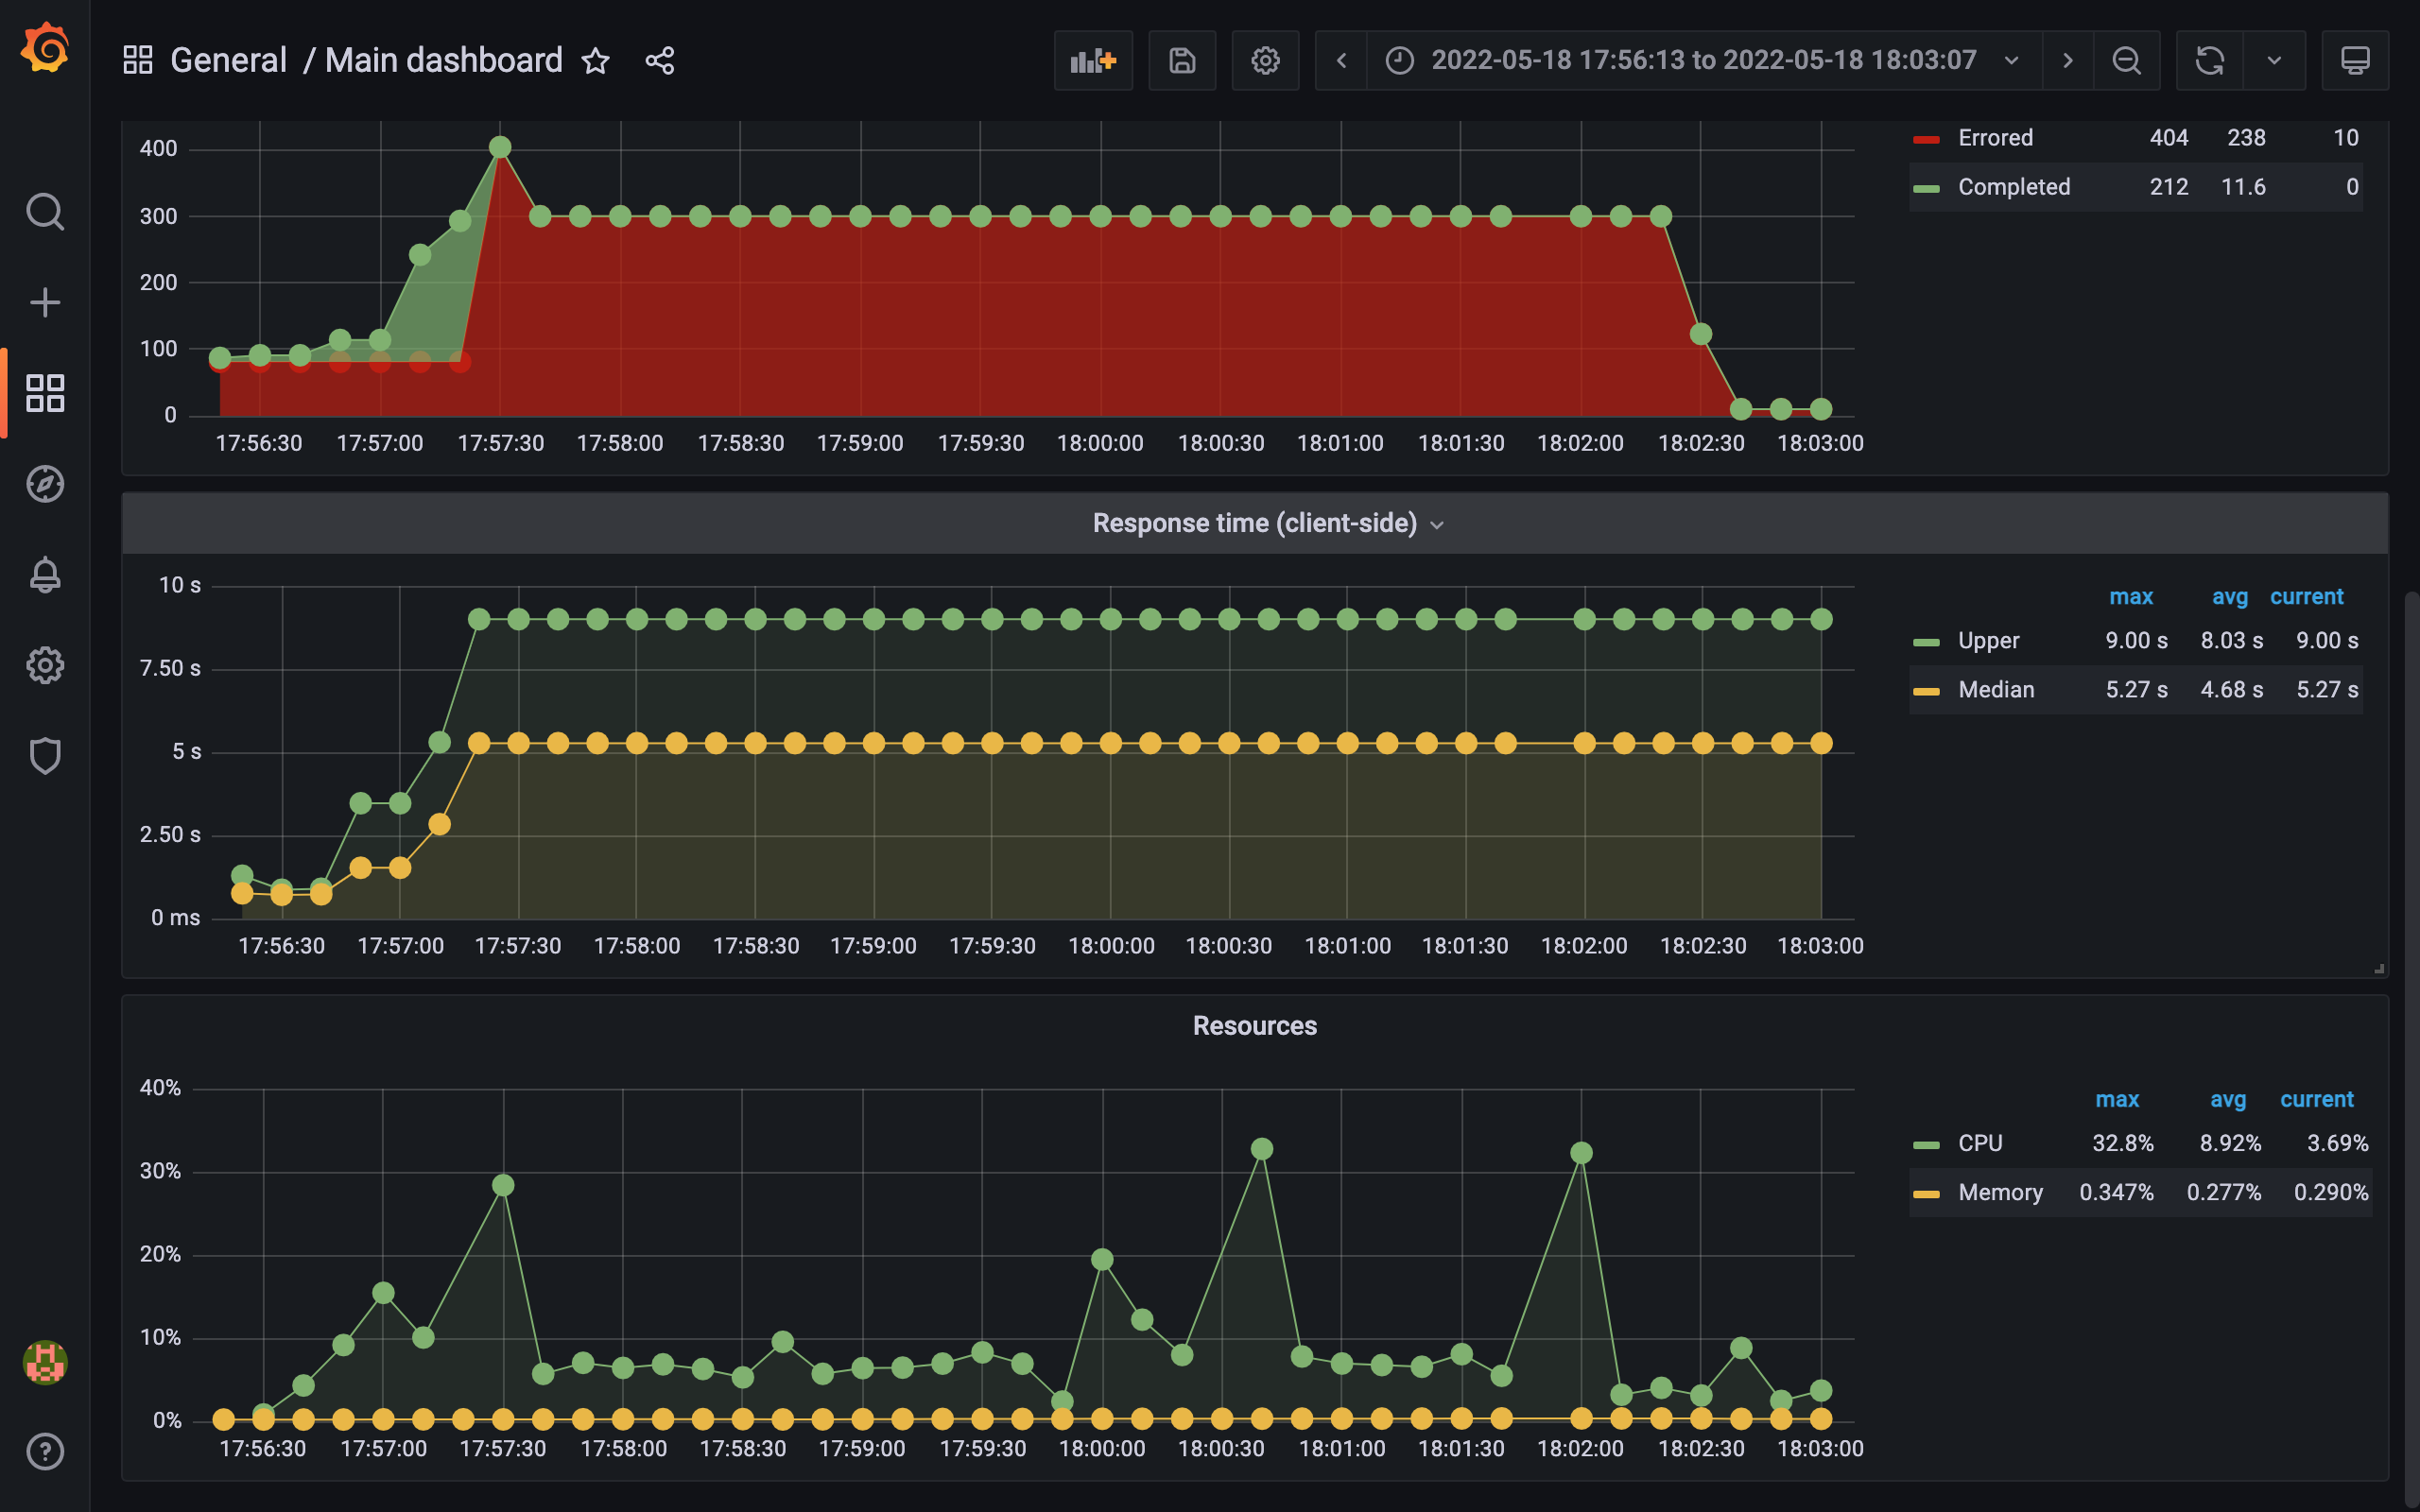 General / Main dashboard
2022-05-18 17:56:13 to 2022-05-18 18:03:07
400
300
200
100
0
17:56:30 17:57:00 17:57:30 17:58:00 17:58:30 17:59:00 17:59:30 18:00:00 18:00:30 18:01:00 18:01:30 18:02:00 18:02:30 18:03:00
Errored 404 238 10
Completed 212 11.6 0
Response time (client-side)
10 s
7.50 s
5 s
2.50 s
0 ms
17:56:30 17:57:00 17:57:30 17:58:00 17:58:30 17:59:00 17:59:30 18:00:00 18:00:30 18:01:00 18:01:30 18:02:00 18:02:30 18:03:00
max avg current
Upper 9.00 s 8.03 s 9.00 s
Median 5.27 s 4.68 s 5.27 s
Resources
40%
30%
20%
10%
0%
17:56:30 17:57:00 17:57:30 17:58:00 17:58:30 17:59:00 17:59:30 18:00:00 18:00:30 18:01:00 18:01:30 18:02:00 18:02:30 18:03:00
max avg current
CPU 32.8% 8.92% 3.69%
Memory 0.347% 0.277% 0.290%